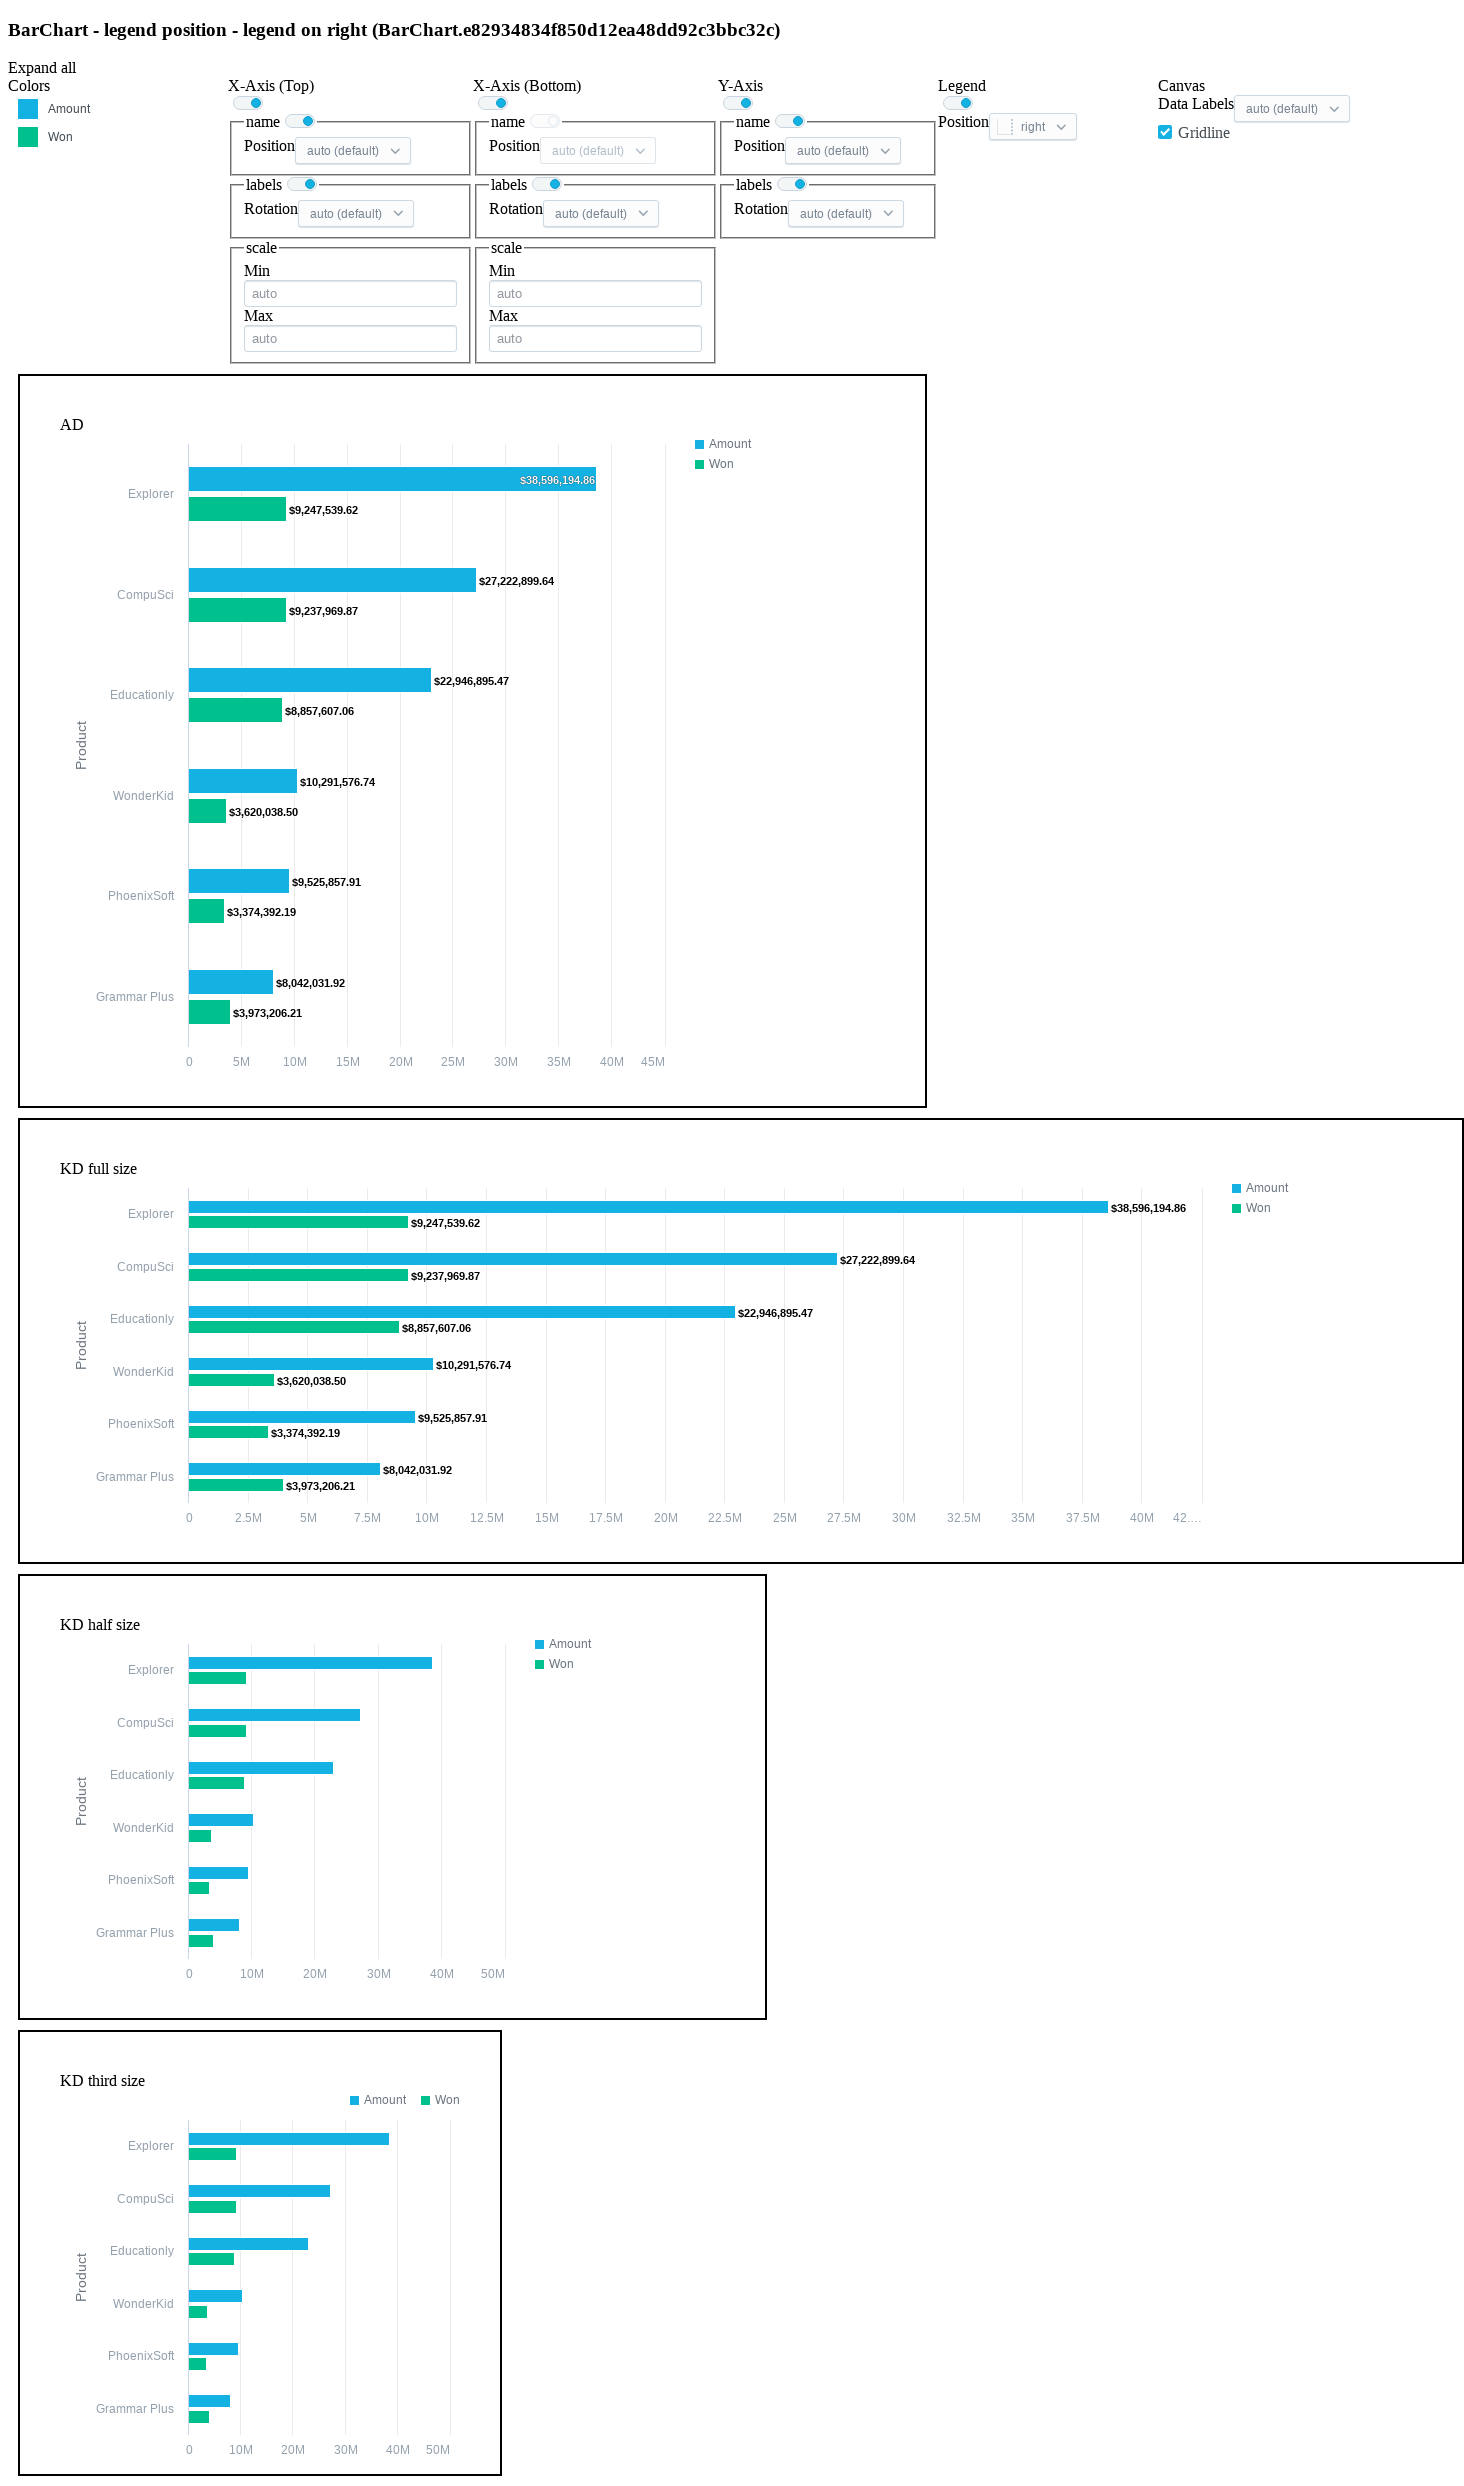 BarChart - legend position - legend on right (BarChart.e82934834f850d12ea48dd92c3bbc32c)
Expand all
Colors
Amount
Won
X-Axis (Top)
name
Position auto (default)
labels
Rotation auto (default)
scale
Min
auto
Max
auto
X-Axis (Bottom)
name
Position auto (default)
labels
Rotation auto (default)
scale
Min
auto
Max
auto
Y-Axis
name
Position auto (default)
labels
Rotation auto (default)
Legend
Position right
Canvas
Data Labels auto (default)
Gridline
AD
Amount
Won
Product
Explorer
$38,596,194.86
$9,247,539.62
CompuSci
$27,222,899.64
$9,237,969.87
Educationly
$22,946,895.47
$8,857,607.06
WonderKid
$10,291,576.74
$3,620,038.50
PhoenixSoft
$9,525,857.91
$3,374,392.19
Grammar Plus
$8,042,031.92
$3,973,206.21
0 5M 10M 15M 20M 25M 30M 35M 40M 45M
KD full size
Amount
Won
Product
Explorer
$38,596,194.86
$9,247,539.62
CompuSci
$27,222,899.64
$9,237,969.87
Educationly
$22,946,895.47
$8,857,607.06
WonderKid
$10,291,576.74
$3,620,038.50
PhoenixSoft
$9,525,857.91
$3,374,392.19
Grammar Plus
$8,042,031.92
$3,973,206.21
0 2.5M 5M 7.5M 10M 12.5M 15M 17.5M 20M 22.5M 25M 27.5M 30M 32.5M 35M 37.5M 40M 42....
KD half size
Amount
Won
Product
Explorer
CompuSci
Educationly
WonderKid
PhoenixSoft
Grammar Plus
0 10M 20M 30M 40M 50M
KD third size
Amount Won
Product
Explorer
CompuSci
Educationly
WonderKid
PhoenixSoft
Grammar Plus
0 10M 20M 30M 40M 50M